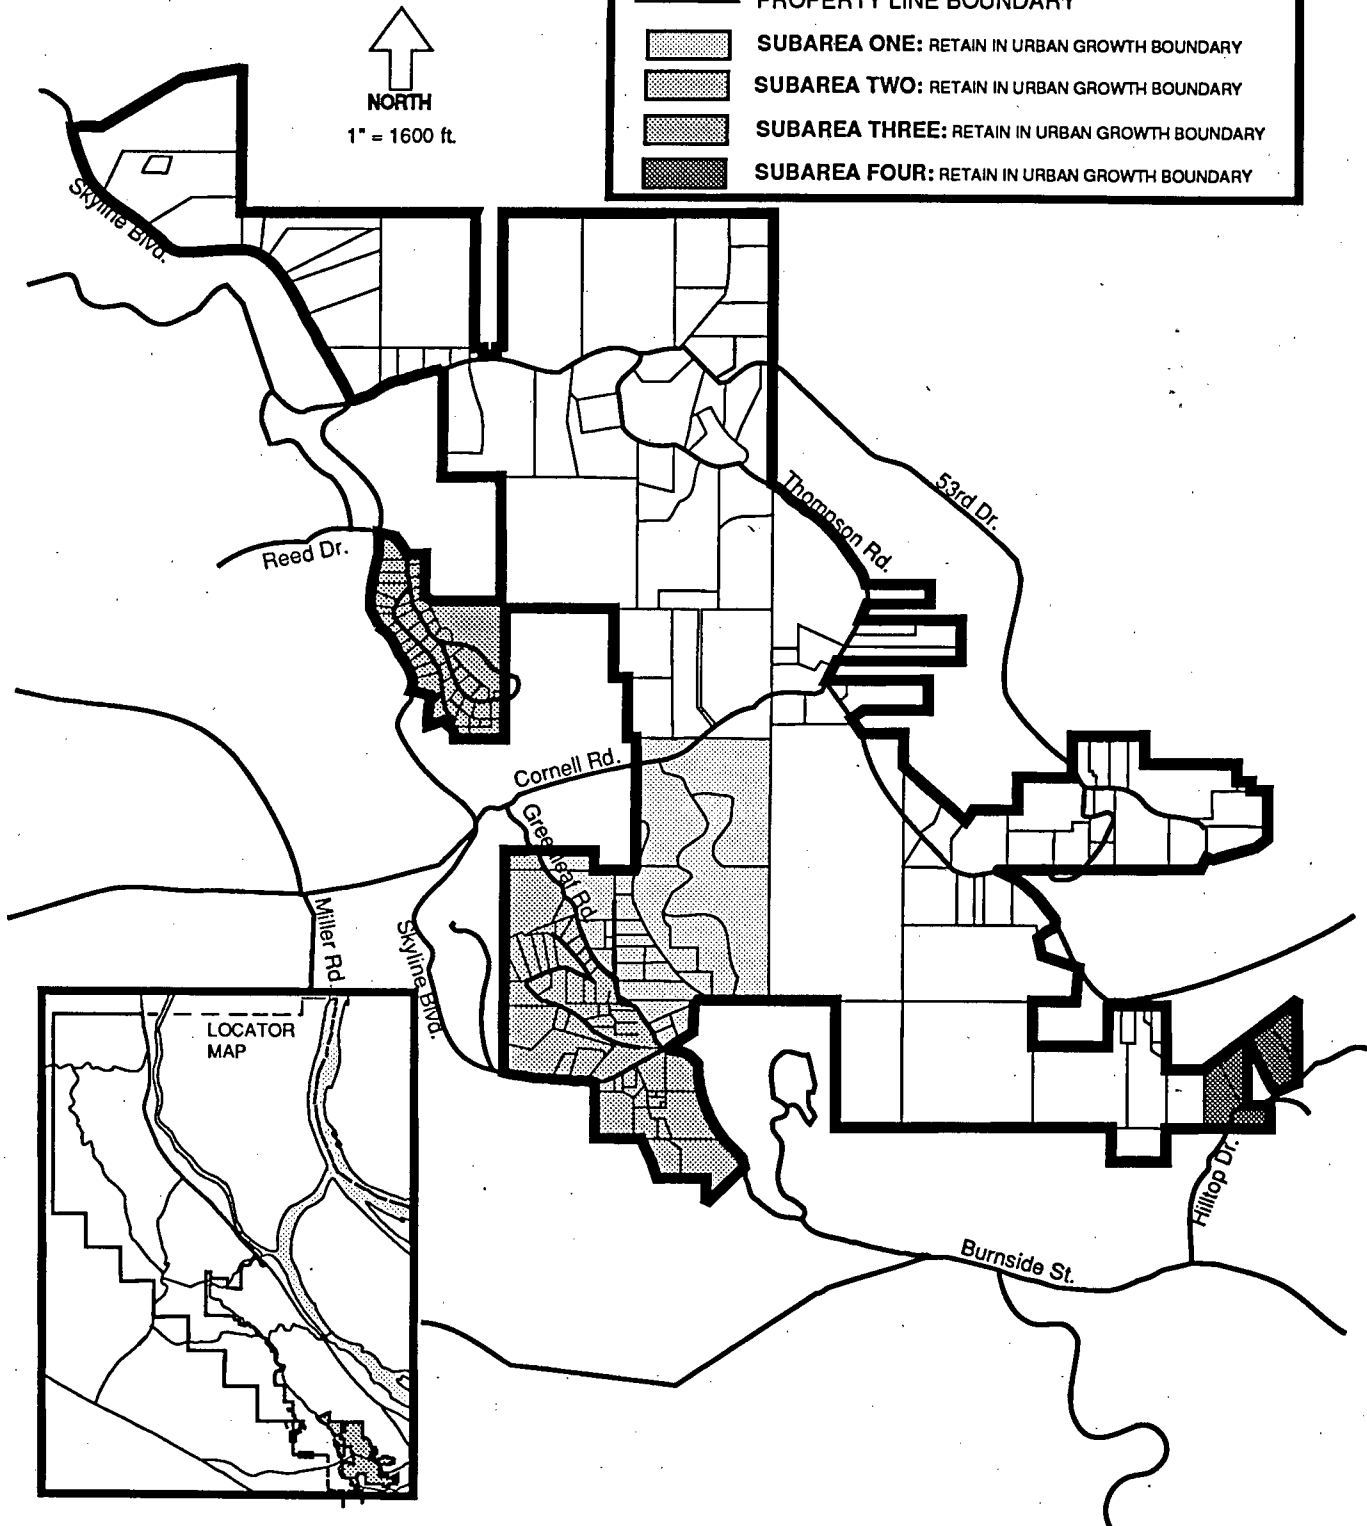 PROPERTY LINE BOUNDARY
SUBAREA ONE: RETAIN IN URBAN GROWTH BOUNDARY
SUBAREA TWO: RETAIN IN URBAN GROWTH BOUNDARY
SUBAREA THREE: RETAIN IN URBAN GROWTH BOUNDARY
SUBAREA FOUR: RETAIN IN URBAN GROWTH BOUNDARY
NORTH
1" = 1600 ft.
Skyline Blvd.
53rd Dr.
Thompson Rd.
Reed Dr.
Cornell Rd.
Greenleaf Rd.
Miller Rd.
Skyline Blvd.
LOCATOR
MAP
Hilltop Dr.
Burnside St.